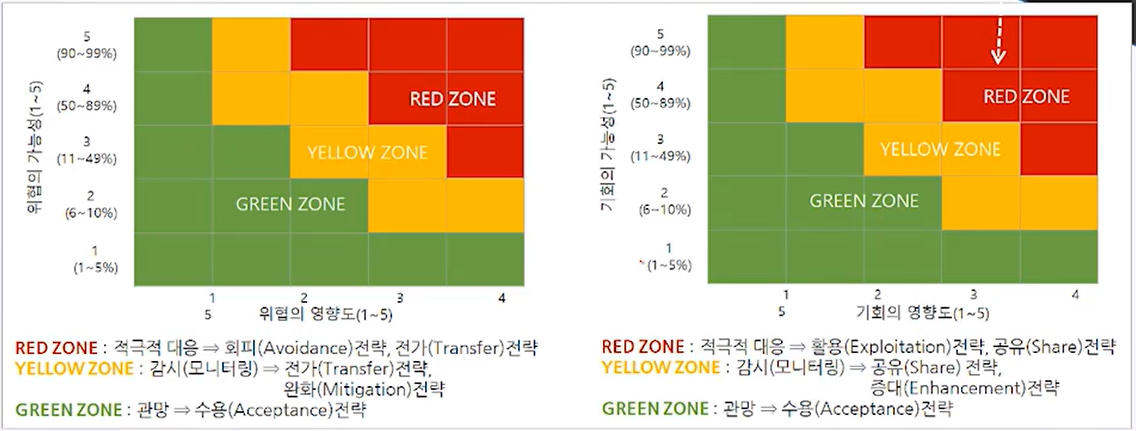 위협의 가능성(1~5)
5
(90~99%)
4
(50~89%)
3
(11~49%)
2
(6~10%)
1
(1~5%)
RED ZONE
YELLOW ZONE
GREEN ZONE
1 2 3 4
5 위협의 영향도(1~5)
RED ZONE : 적극적 대응 ⇒ 회피(Avoidance)전략, 전가(Transfer)전략
YELLOW ZONE : 감시(모니터링) ⇒ 전가(Transfer)전략,
완화(Mitigation)전략
GREEN ZONE : 관망 ⇒ 수용(Acceptance)전략
기회의 가능성(1~5)
5
(90~99%)
4
(50~89%)
3
(11~49%)
2
(6~10%)
1
(1~5%)
RED ZONE
YELLOW ZONE
GREEN ZONE
1 2 3 4
5 기회의 영향도(1~5)
RED ZONE : 적극적 대응 ⇒ 활용(Exploitation)전략, 공유(Share)전략
YELLOW ZONE : 감시(모니터링) ⇒ 공유(Share) 전략,
증대(Enhancement)전략
GREEN ZONE : 관망 ⇒ 수용(Acceptance)전략